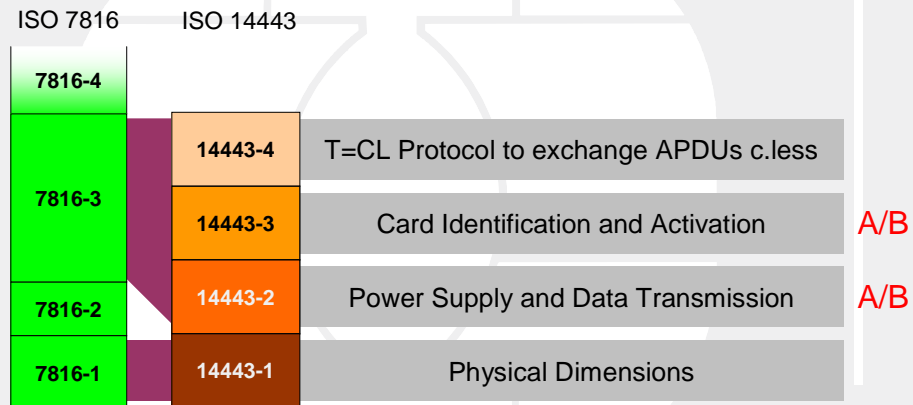 ISO 7816 ISO 14443
7816-4
14443-4 T=CL Protocol to exchange APDUs c.less
7816-3
14443-3 Card Identification and Activation A/B
14443-2 Power Supply and Data Transmission A/B
7816-2
7816-1 14443-1 Physical Dimensions